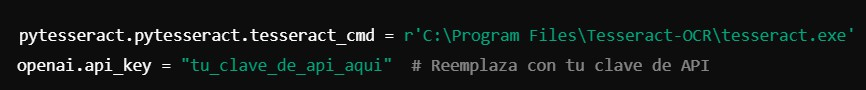 pytesseract.pytesseract.tesseract_cmd = r'C:\Program Files\Tesseract-OCR\tesseract.exe'
openai.api_key = "tu_clave_de_api_aqui"  # Reemplaza con tu clave de API